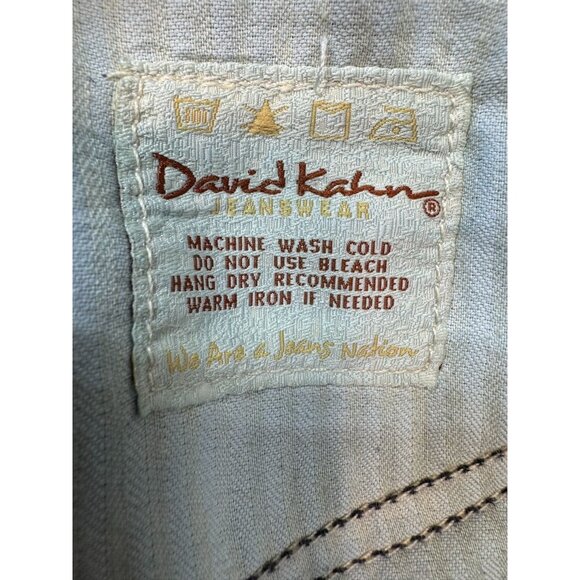 David Kahn®
JEANSWEAR
MACHINE WASH COLD
DO NOT USE BLEACH
HANG DRY RECOMMENDED
WARM IRON IF NEEDED
We Are a Jeans Nation